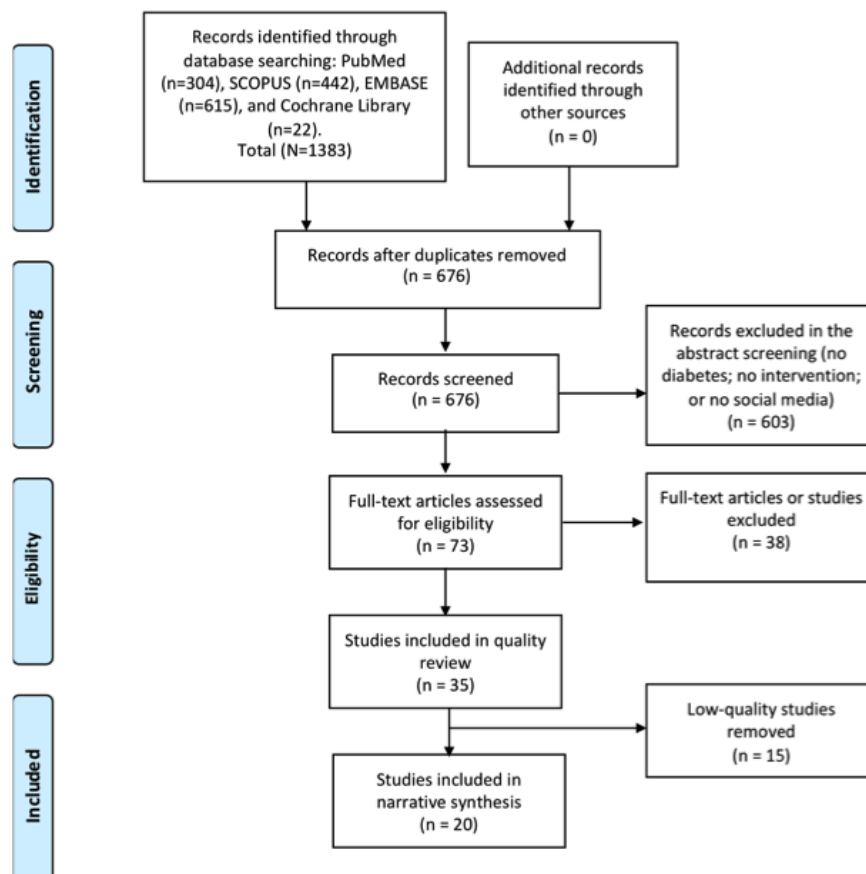 Identification
Records identified through
database searching: PubMed
(n=304), SCOPUS (n=442), EMBASE
(n=615), and Cochrane Library
(n=22).
Total (N=1383)
Additional records
identified through
other sources
(n = 0)
Records after duplicates removed
(n = 676)
Screening
Records screened
(n = 676)
Records excluded in the
abstract screening (no
diabetes; no intervention;
or no social media)
(n = 603)
Eligibility
Full-text articles assessed
for eligibility
(n = 73)
Full-text articles or studies
excluded
(n = 38)
Studies included in quality
review
(n = 35)
Included
Low-quality studies
removed
(n = 15)
Studies included in
narrative synthesis
(n = 20)